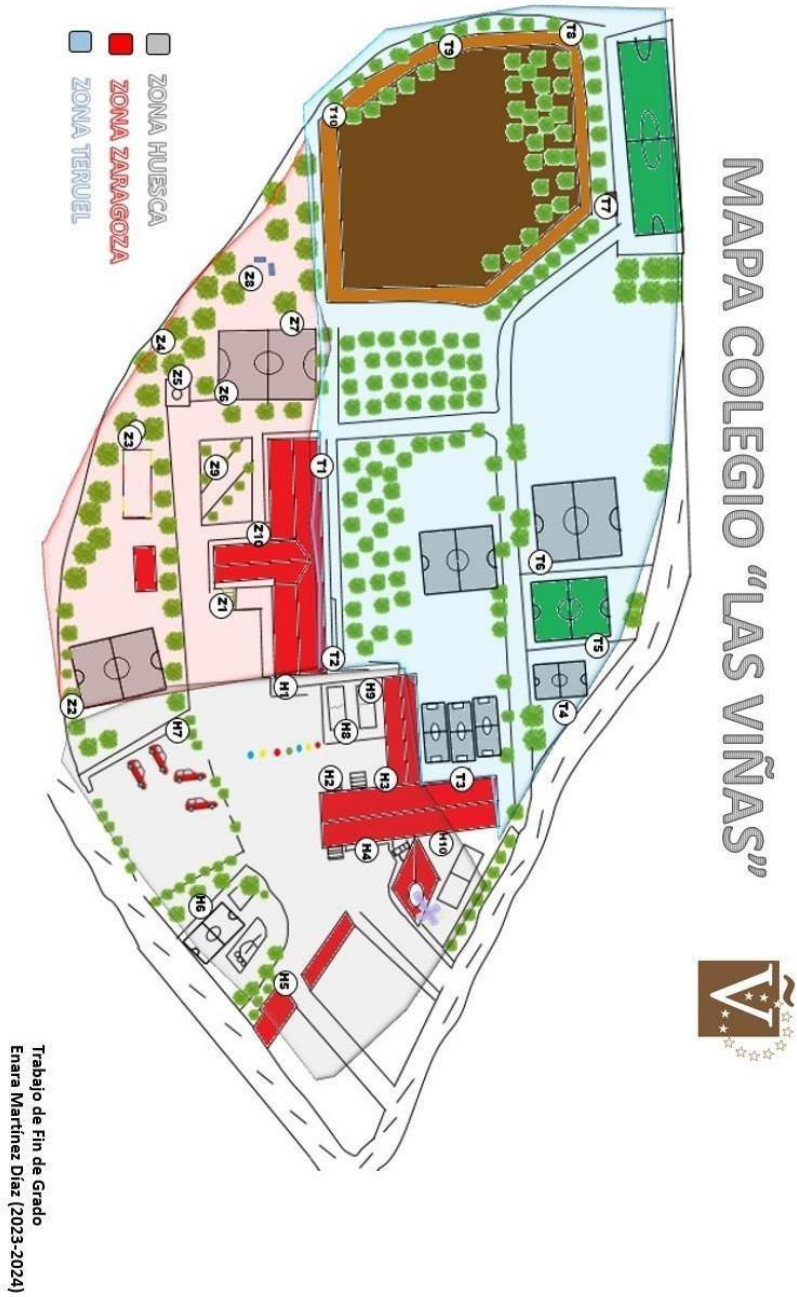 MAPA COLEGIO “LAS VIÑAS”
Ṽ
T8
T9
T10
T7
Z8
Z7
Z4
Z5
Z6
Z3
Z9
T1
Z10
Z1
T6
T5
T4
T2
H1
H9
H8
Z2
H7
H2
H3
T3
H4
H10
H6
H5
ZONA HUESCA
ZONA ZARAGOZA
ZONA TERUEL
Trabajo de Fin de Grado
Enara Martínez Díaz (2023-2024)